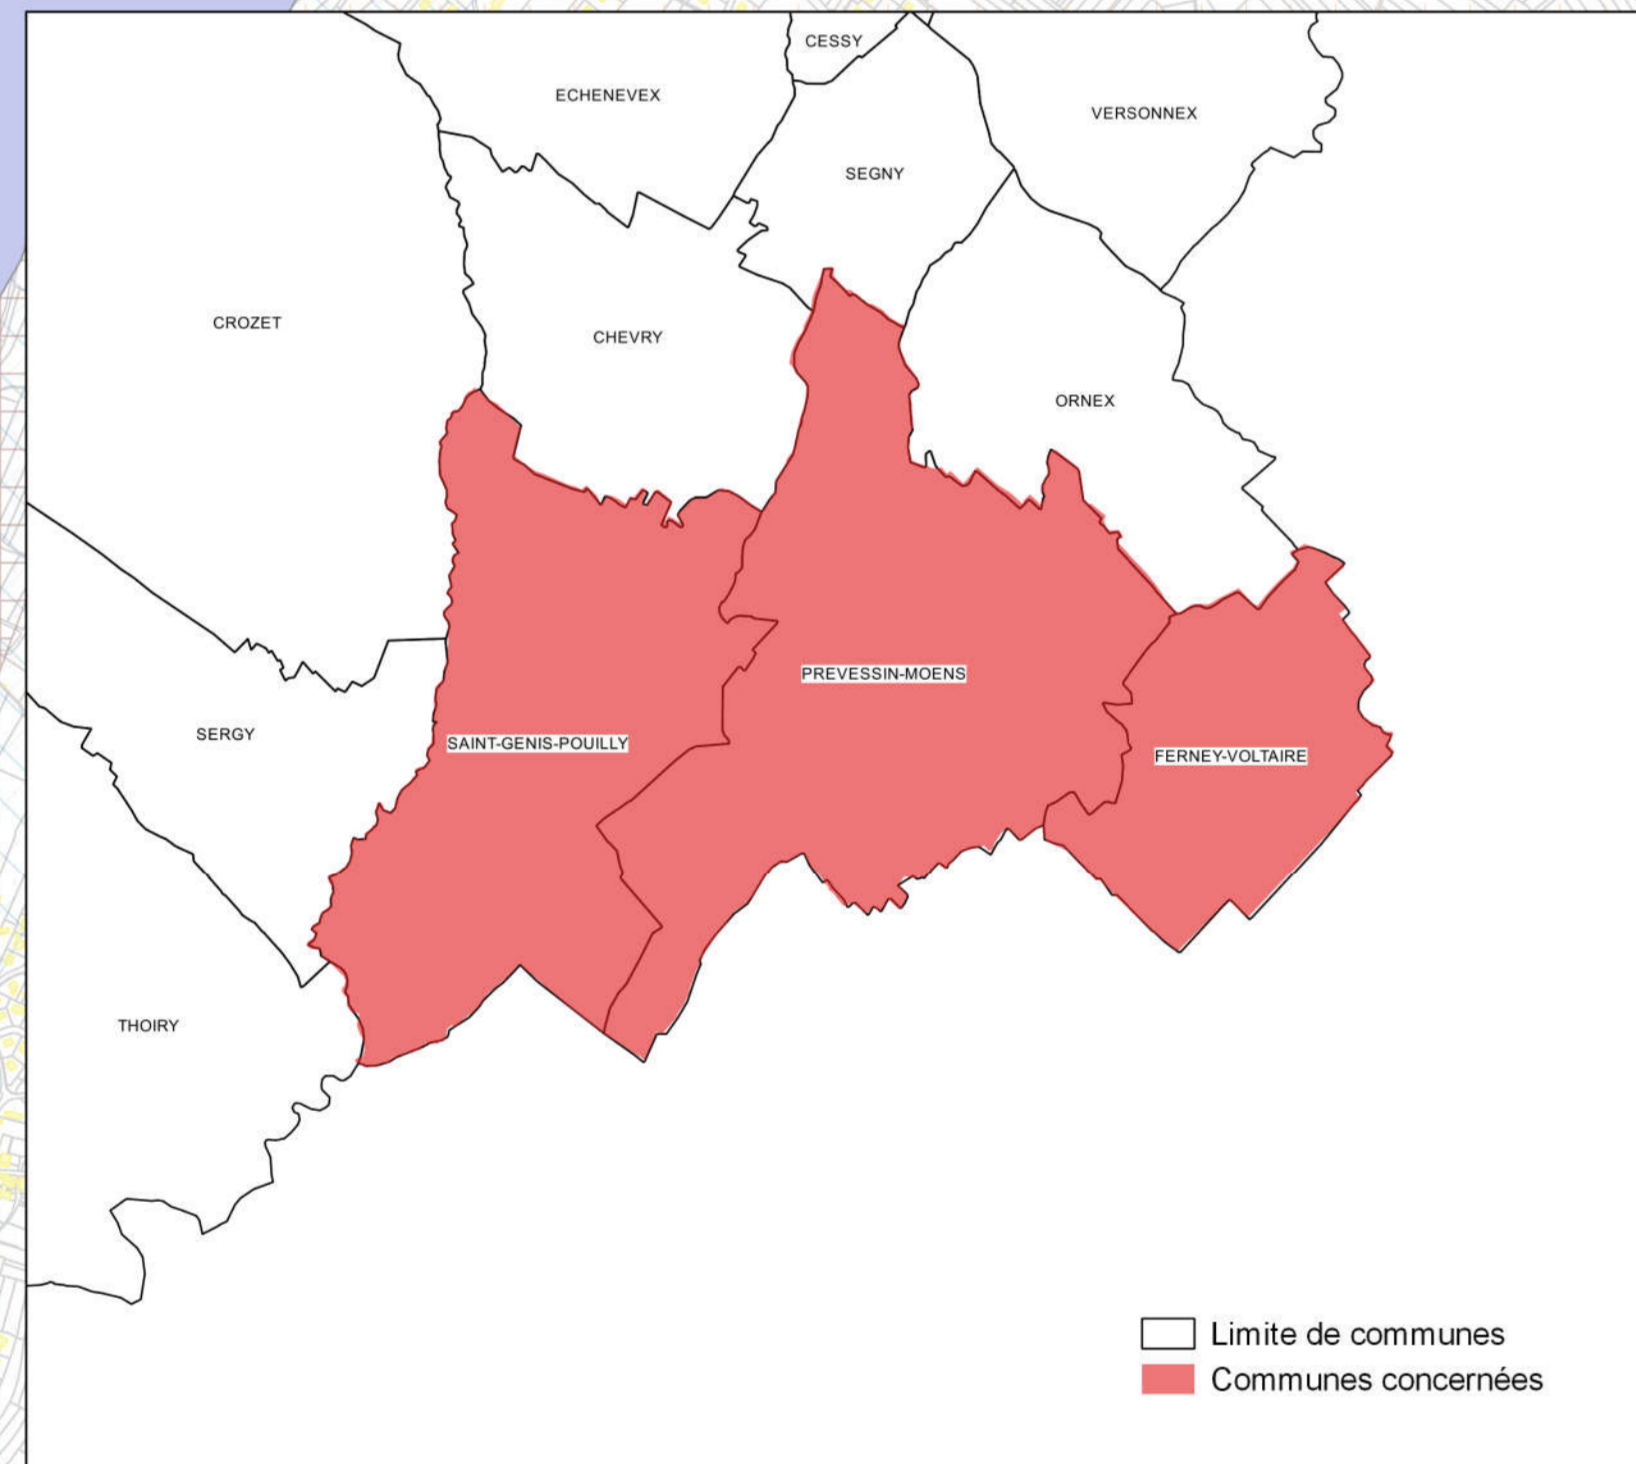 CESSY
ECHENEVEX
VERSONNEX
SEGNY
CROZET
CHEVRY
ORNEX
PREVESSIN-MOENS
SERGY
SAINT-GENIS-POUILLY
FERNEY-VOLTAIRE
THOIRY
Limite de communes
Communes concernées